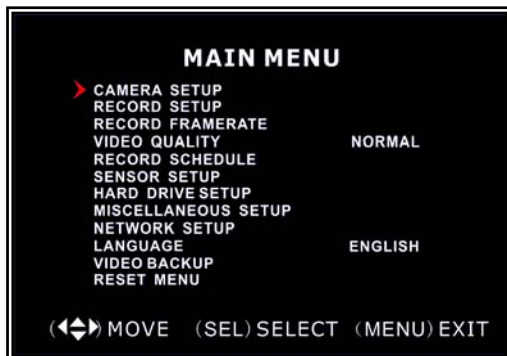 MAIN MENU
CAMERA SETUP
RECORD SETUP
RECORD FRAMERATE
VIDEO QUALITY NORMAL
RECORD SCHEDULE
SENSOR SETUP
HARD DRIVE SETUP
MISCELLANEOUS SETUP
NETWORK SETUP
LANGUAGE ENGLISH
VIDEO BACKUP
RESET MENU
() MOVE (SEL) SELECT (MENU) EXIT